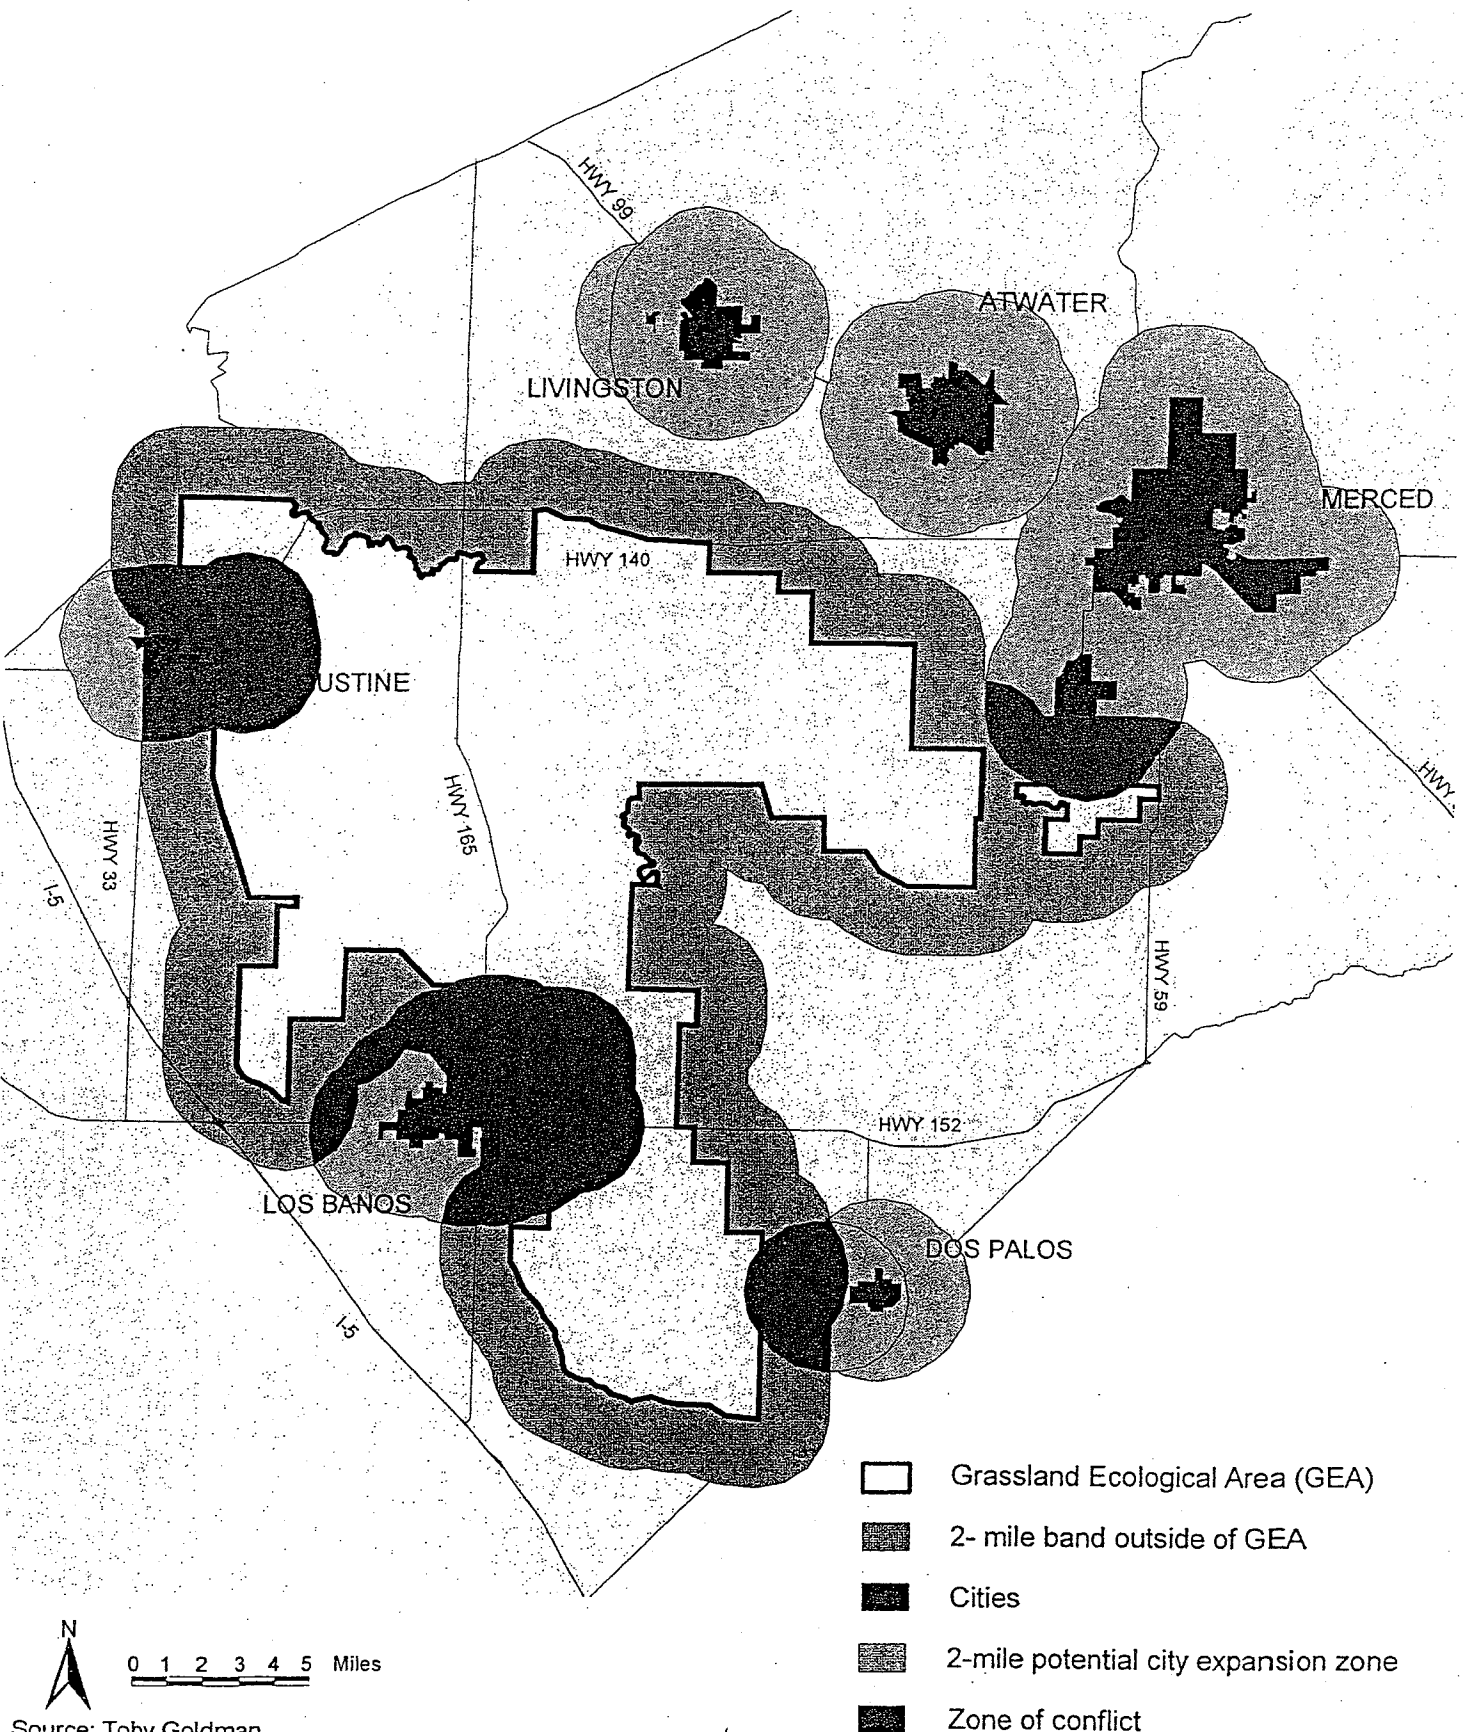 HWY 99
ATWATER
LIVINGSTON
MERCED
HWY 140
USTINE
HWY
HWY 165
HWY 33
I-5
HWY 59
HWY 152
LOS BANOS
DOS PALOS
I-5
Grassland Ecological Area (GEA)
2- mile band outside of GEA
Cities
2-mile potential city expansion zone
Zone of conflict
N
0 1 2 3 4 5 Miles
Source: Toby Goldman